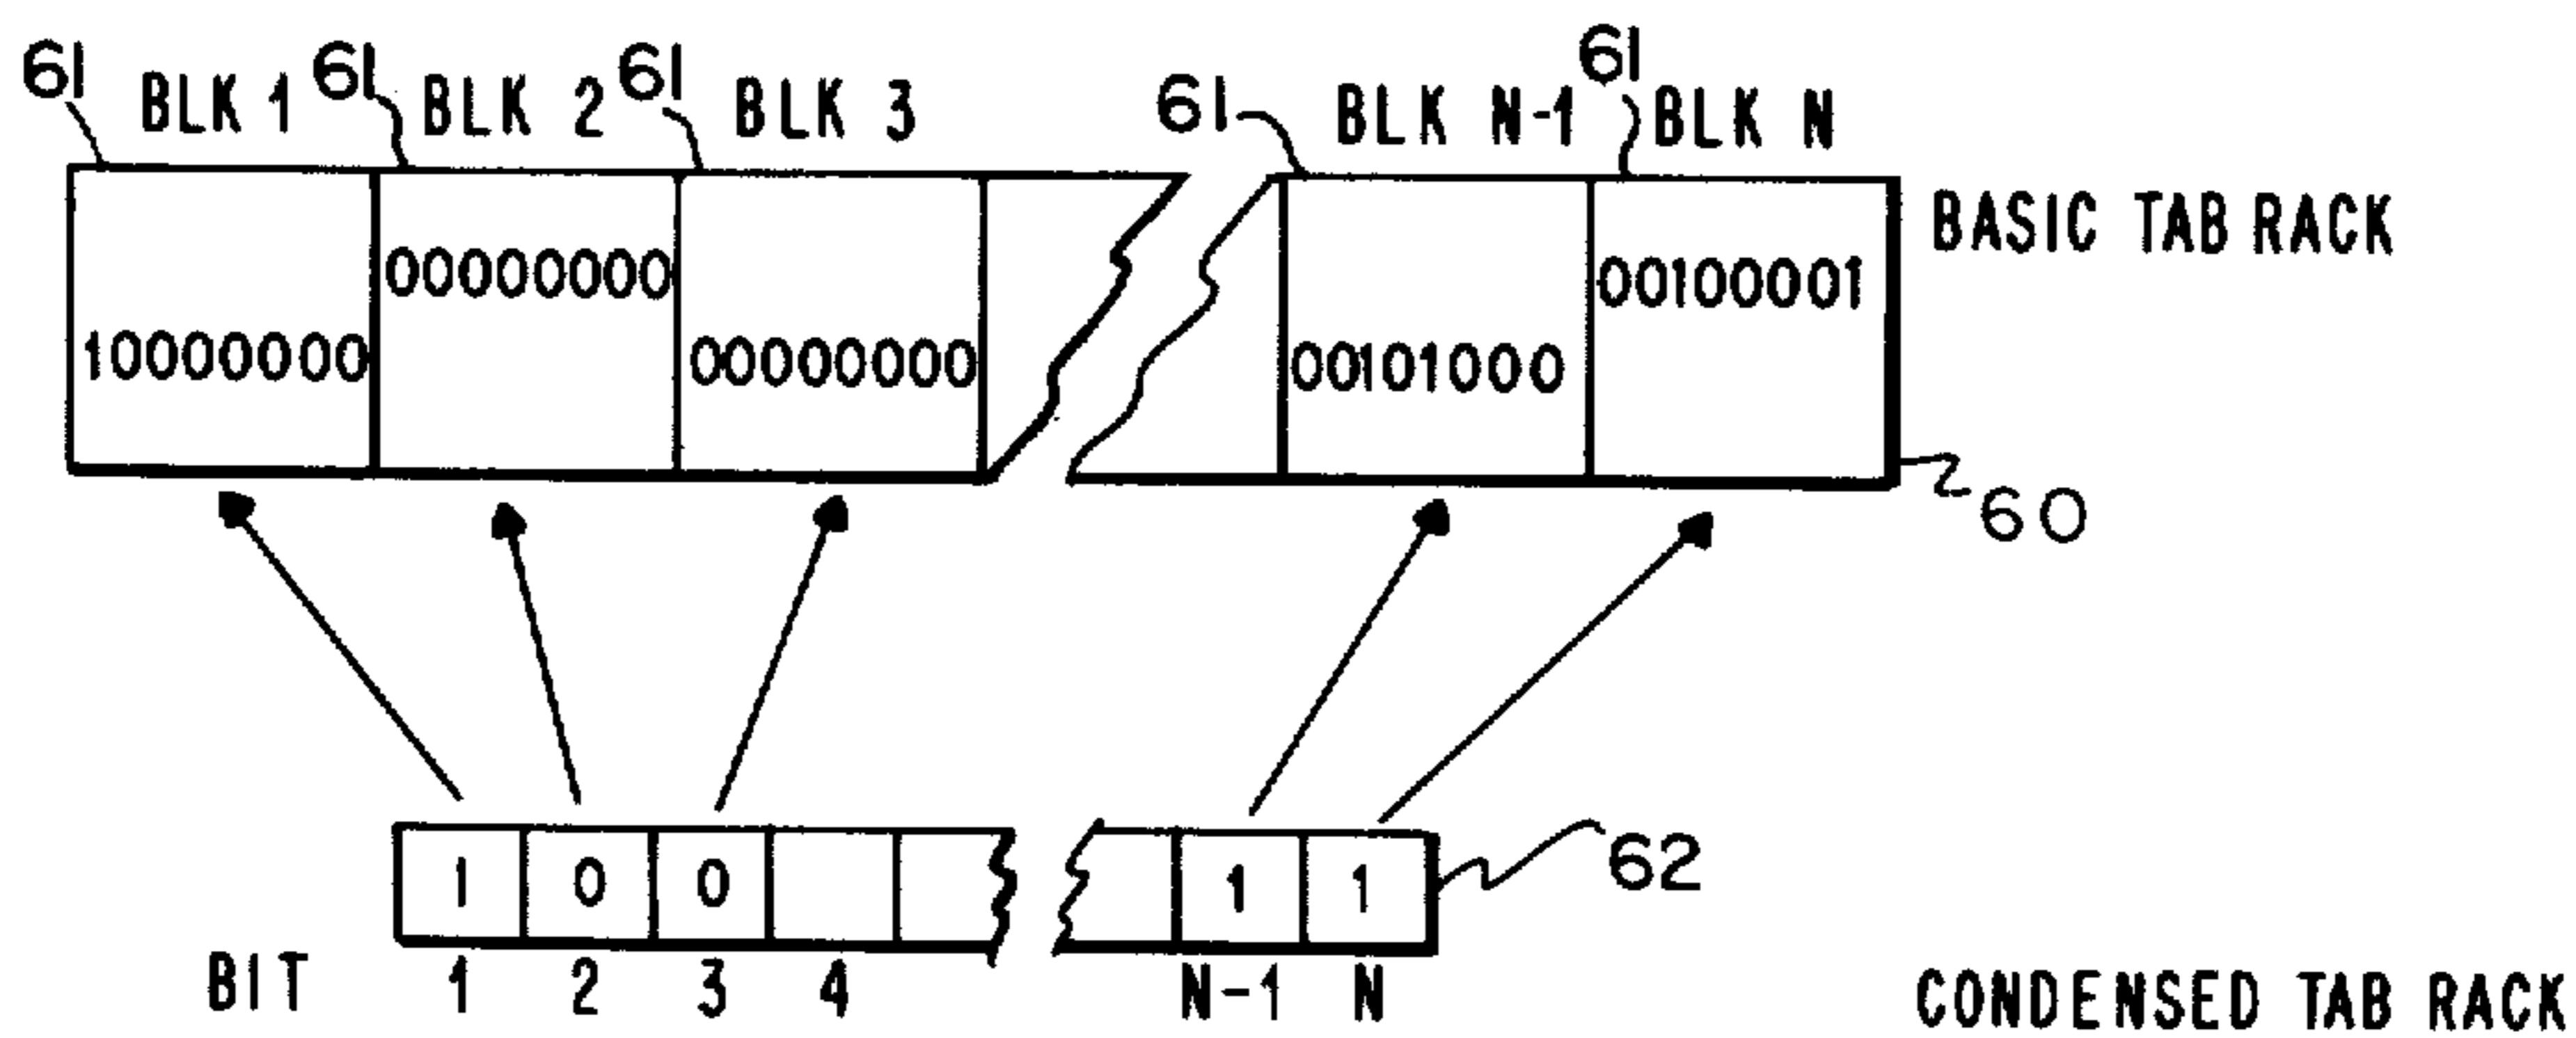 61 BLK 1 61 BLK 2 61 BLK 3 61 BLK N-1 61 BLK N
BASIC TAB RACK
00000000 00100001
10000000 00000000 00101000
60
1 0 0 1 1 62
BIT 1 2 3 4 N-1 N
CONDENSED TAB RACK